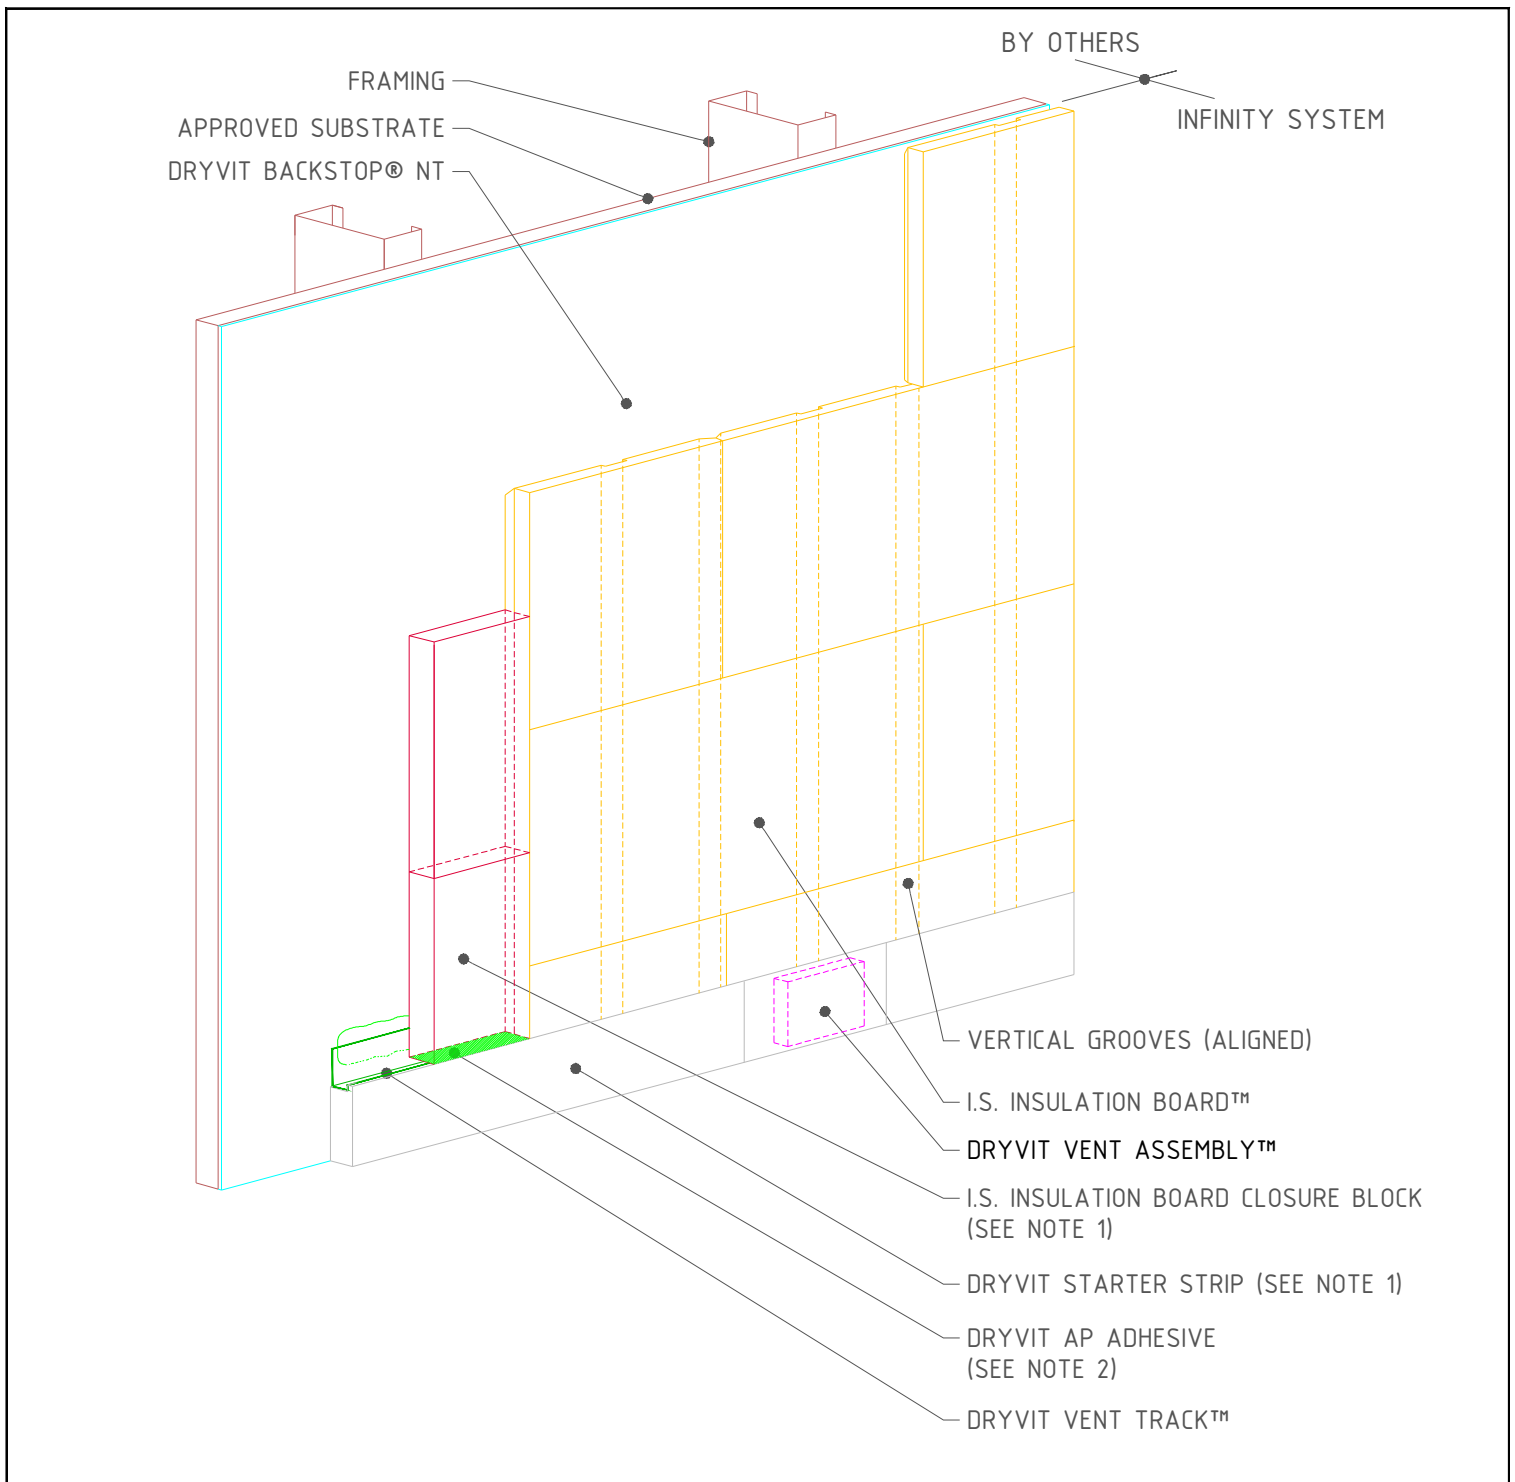 BY OTHERS
FRAMING
INFINITY SYSTEM
APPROVED SUBSTRATE
DRYVIT BACKSTOP® NT
VERTICAL GROOVES (ALIGNED)
I.S. INSULATION BOARD™
DRYVIT VENT ASSEMBLY™
I.S. INSULATION BOARD CLOSURE BLOCK
(SEE NOTE 1)
DRYVIT STARTER STRIP (SEE NOTE 1)
DRYVIT AP ADHESIVE
(SEE NOTE 2)
DRYVIT VENT TRACK™